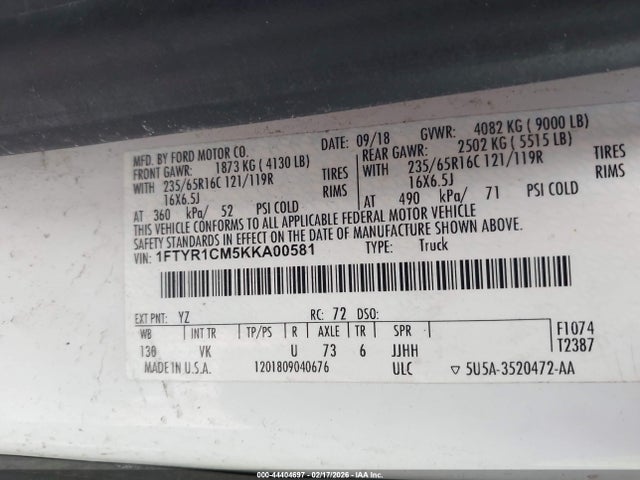 MFD. BY FORD MOTOR CO. 09/18 GVWR: 4082 KG ( 9000 LB)
FRONT GAWR: 1873 KG ( 4130 LB) REAR GAWR: 2502 KG ( 5515 LB)
WITH 235/65R16C 121/119R TIRES WITH 235/65R16C 121/119R TIRES
16X6.5J RIMS 16X6.5J RIMS
AT 360 kPa/ 52 PSI COLD AT 490 kPa/ 71 PSI COLD
THIS VEHICLE CONFORMS TO ALL APPLICABLE FEDERAL MOTOR VEHICLE
SAFETY STANDARDS IN EFFECT ON THE DATE OF MANUFACTURE SHOWN ABOVE.
VIN: 1FTYR1CM5KKA00581 TYPE: Truck
EXT PNT: YZ RC: 72 DSO:
WB INT TR TP/PS R AXLE TR SPR F1074
130 VK U 73 6 JJHH T2387
MADE IN U.S.A. 1201809040676 ULC ▽ 5U5A-3520472-AA
000-44404697 - 02/17/2026 - IAA Inc.